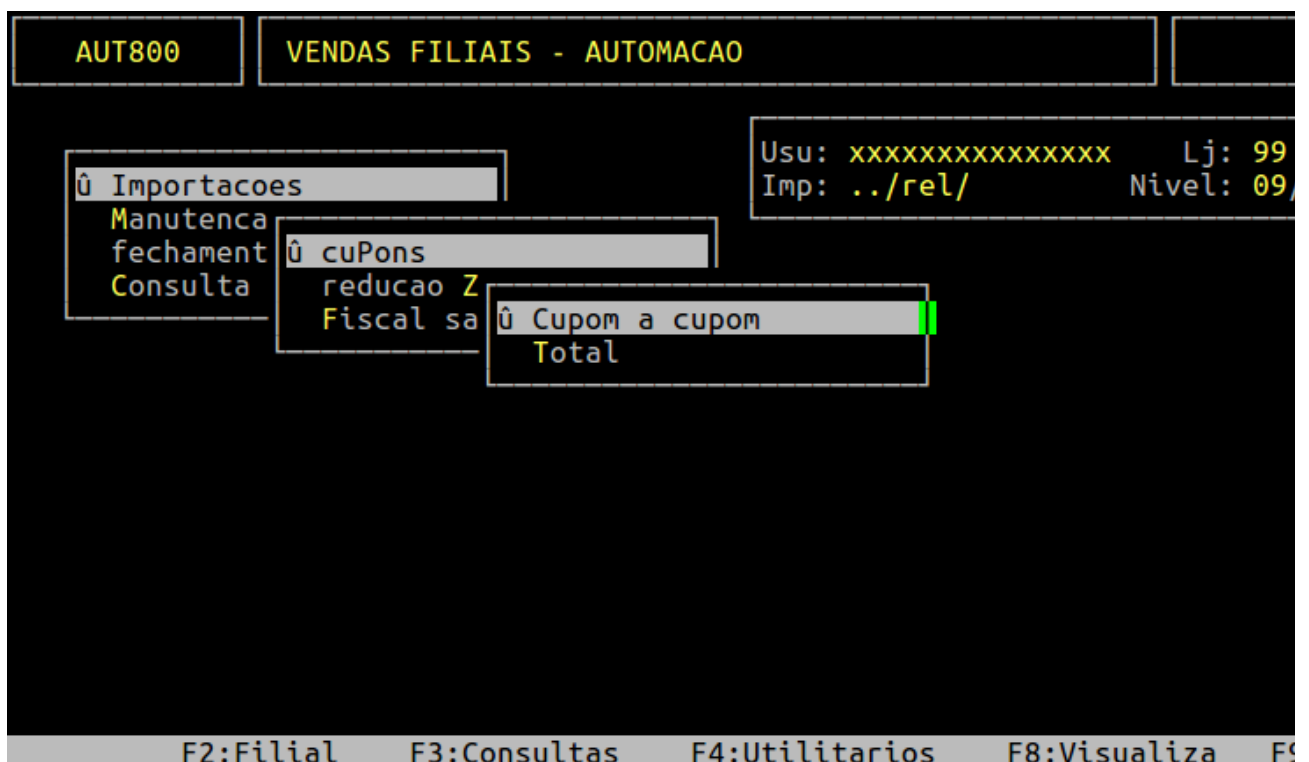 AUT800 VENDAS FILIAIS - AUTOMACAO
Usu: xxxxxxxxxxxxxxx Lj: 99
û Importacoes Imp: ../rel/ Nivel: 09/
Manutenca
fechament û cuPons
Consulta reducao Z
Fiscal sa û Cupom a cupom
Total
F2:Filial F3:Consultas F4:Utilitarios F8:Visualiza F9